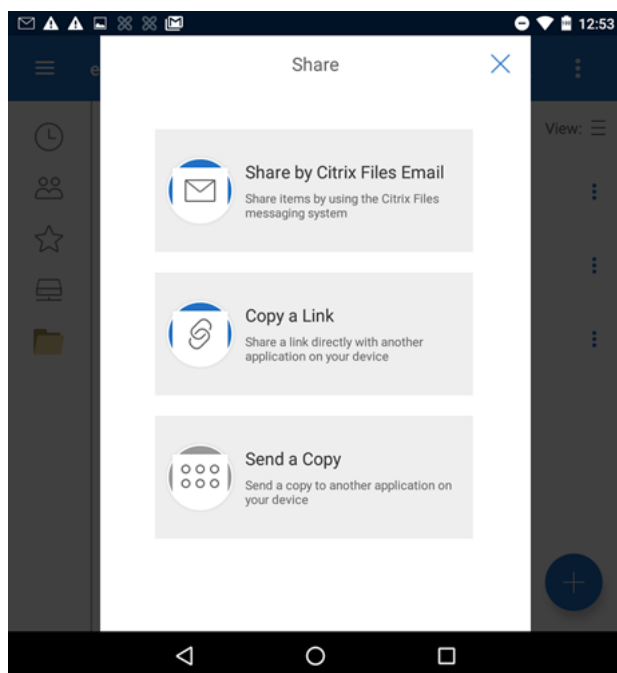 12:53
e
Share
View:
Share by Citrix Files Email
Share items by using the Citrix Files
messaging system
Copy a Link
Share a link directly with another
application on your device
Send a Copy
Send a copy to another application on
your device